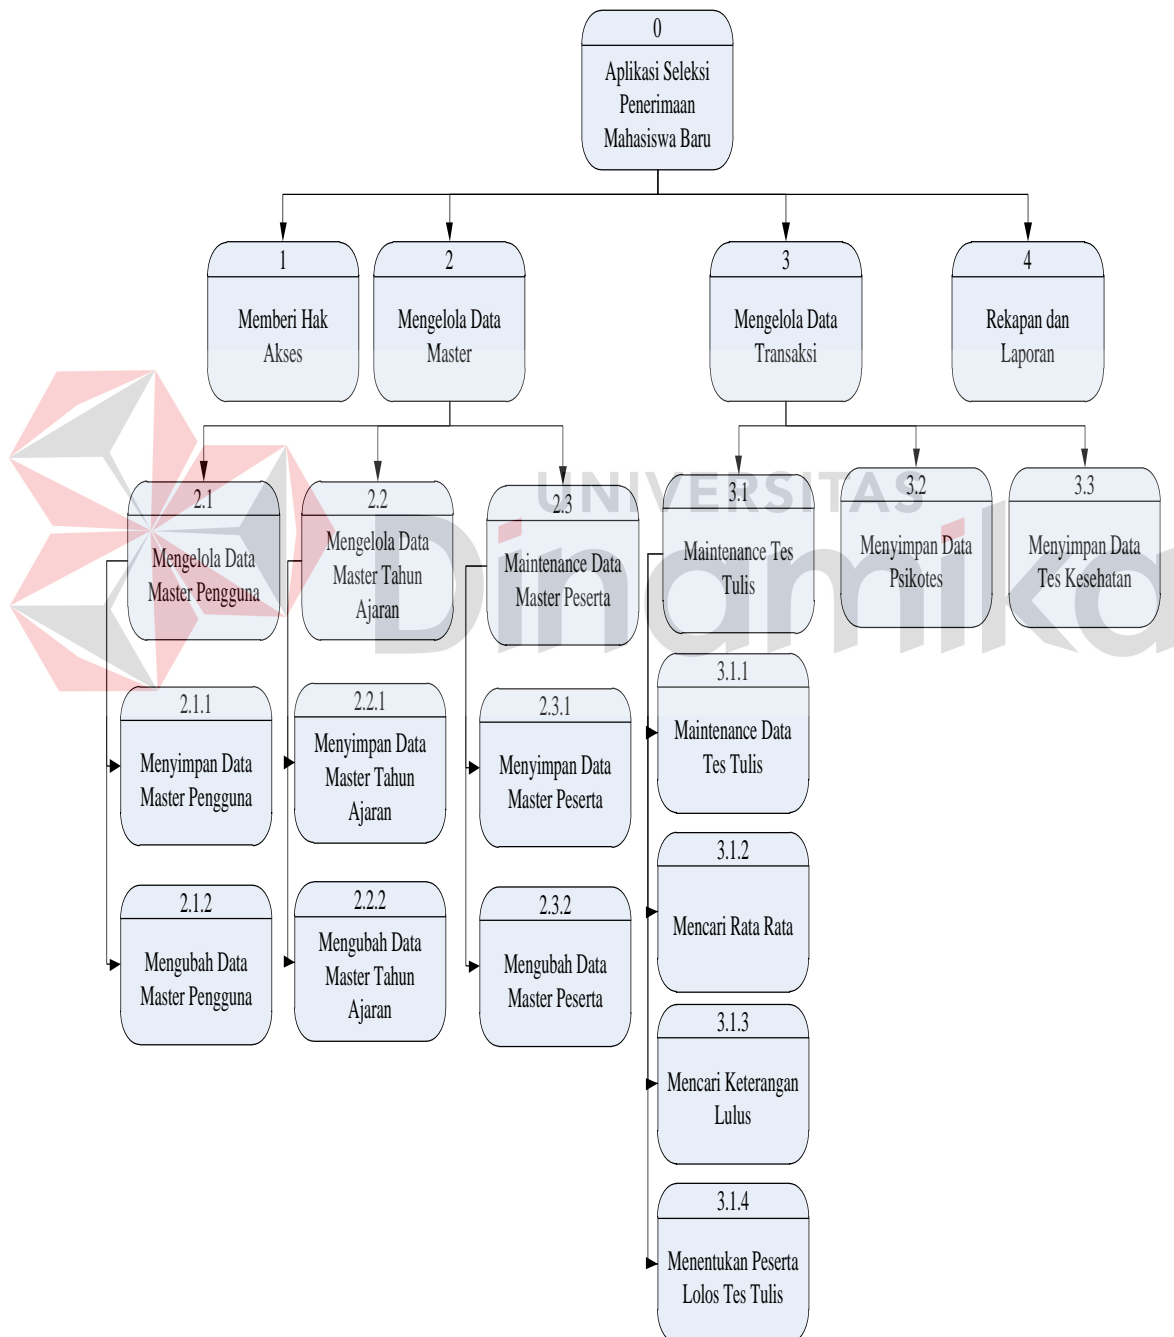 0
Aplikasi Seleksi
Penerimaan
Mahasiswa Baru
1
Memberi Hak
Akses
2
Mengelola Data
Master
3
Mengelola Data
Transaksi
4
Rekapan dan
Laporan
UNIVERSITAS
Dinamika
2.1
Mengelola Data
Master Pengguna
2.2
Mengelola Data
Master Tahun
Ajaran
2.3
Maintenance Data
Master Peserta
3.1
Maintenance Tes
Tulis
3.2
Menyimpan Data
Psikotes
3.3
Menyimpan Data
Tes Kesehatan
2.1.1
Menyimpan Data
Master Pengguna
2.2.1
Menyimpan Data
Master Tahun
Ajaran
2.3.1
Menyimpan Data
Master Peserta
3.1.1
Maintenance Data
Tes Tulis
2.1.2
Mengubah Data
Master Pengguna
2.2.2
Mengubah Data
Master Tahun
Ajaran
2.3.2
Mengubah Data
Master Peserta
3.1.2
Mencari Rata Rata
3.1.3
Mencari Keterangan
Lulus
3.1.4
Menentukan Peserta
Lolos Tes Tulis